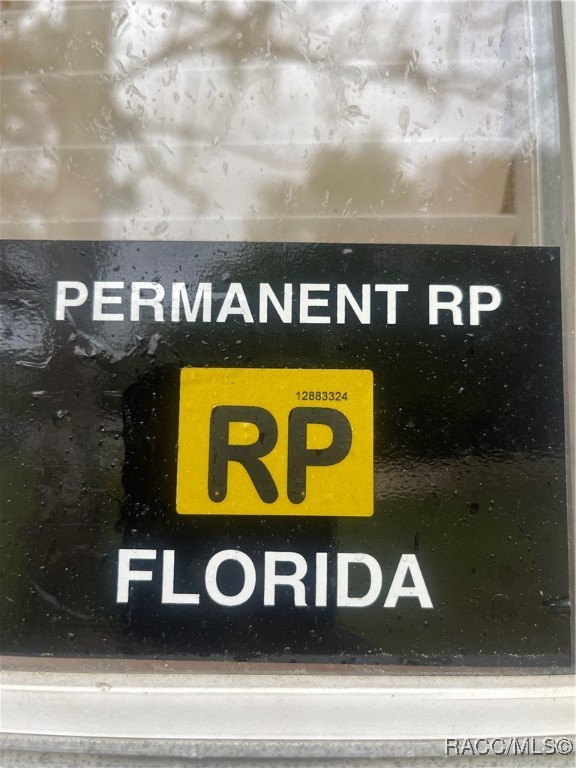 PERMANENT RP
12883324
RP
FLORIDA
RACC/MLS©